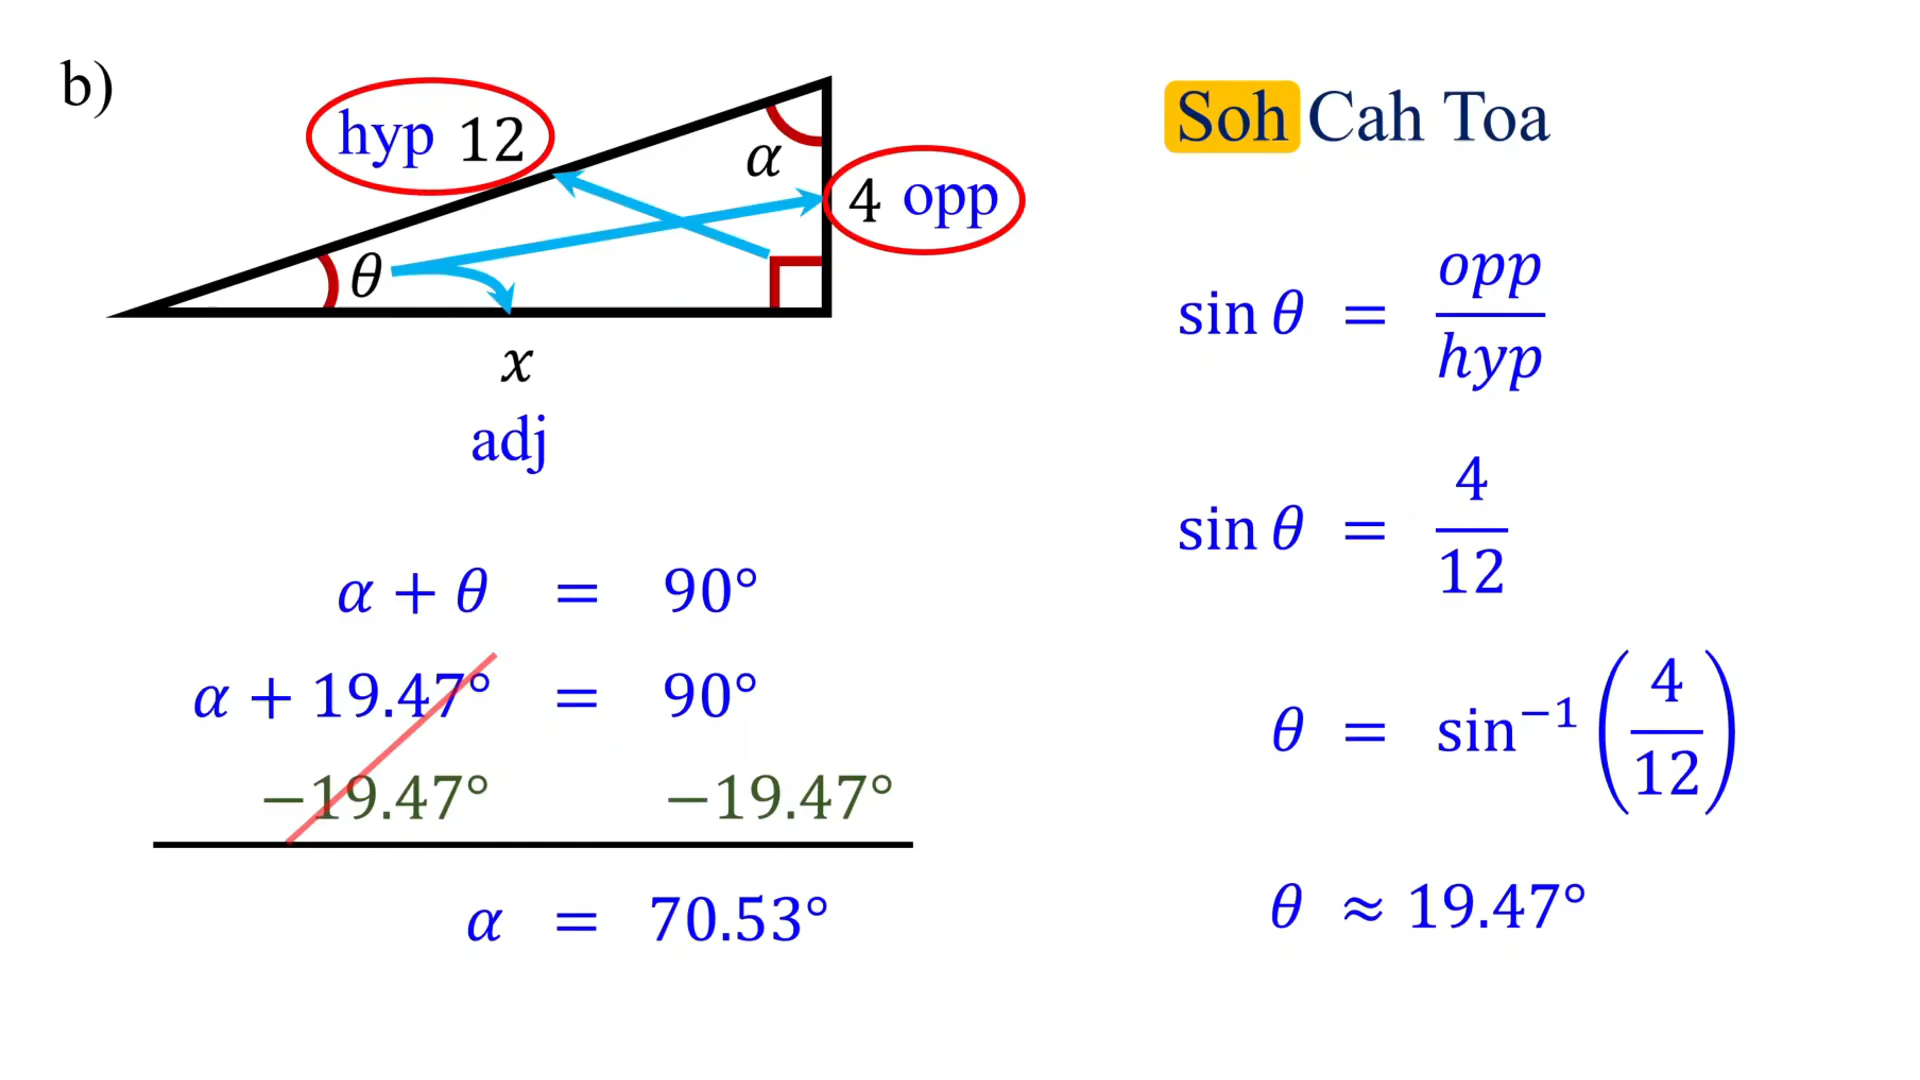 b)
hyp 12
α
4 opp
θ
x
adj
α + θ = 90°
α + 19.47° = 90°
−19.47° −19.47°
α = 70.53°
Soh Cah Toa
sin θ = opp/hyp
sin θ = 4/12
θ = sin⁻¹(4/12)
θ ≈ 19.47°